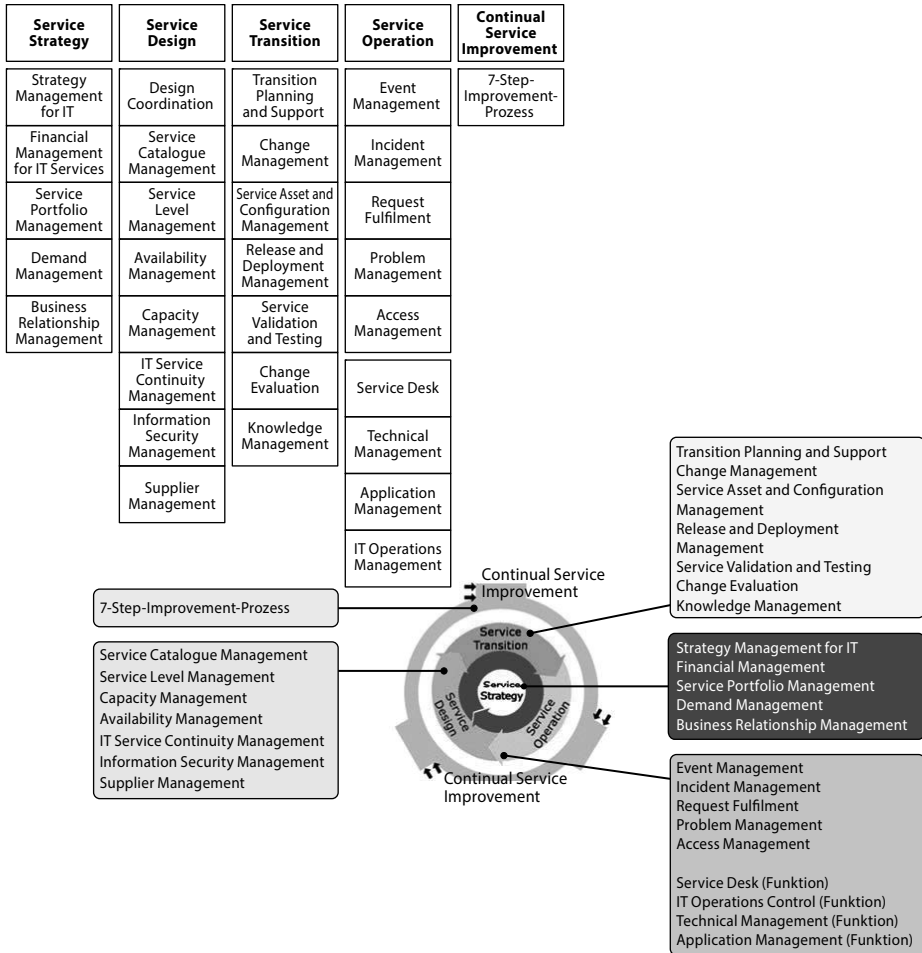 Service
Strategy
Service
Design
Service
Transition
Service
Operation
Continual
Service
Improvement
Strategy
Management
for IT
Financial
Management
for IT Services
Service
Portfolio
Management
Demand
Management
Business
Relationship
Management
Design
Coordination
Service
Catalogue
Management
Service
Level
Management
Availability
Management
Capacity
Management
IT Service
Continuity
Management
Information
Security
Management
Supplier
Management
Transition
Planning
and Support
Change
Management
Service Asset and
Configuration
Management
Release and
Deployment
Management
Service
Validation
and Testing
Change
Evaluation
Knowledge
Management
Event
Management
Incident
Management
Request
Fulfilment
Problem
Management
Access
Management
Service Desk
Technical
Management
Application
Management
IT Operations
Management
7-Step-
Improvement-
Prozess
7-Step-Improvement-Prozess
Service Catalogue Management
Service Level Management
Capacity Management
Availability Management
IT Service Continuity Management
Information Security Management
Supplier Management
Continual Service
Improvement
Service
Transition
Service
Strategy
Service
Design
Service
Operation
Continual Service
Improvement
Transition Planning and Support
Change Management
Service Asset and Configuration
Management
Release and Deployment
Management
Service Validation and Testing
Change Evaluation
Knowledge Management
Strategy Management for IT
Financial Management
Service Portfolio Management
Demand Management
Business Relationship Management
Event Management
Incident Management
Request Fulfilment
Problem Management
Access Management
Service Desk (Funktion)
IT Operations Control (Funktion)
Technical Management (Funktion)
Application Management (Funktion)